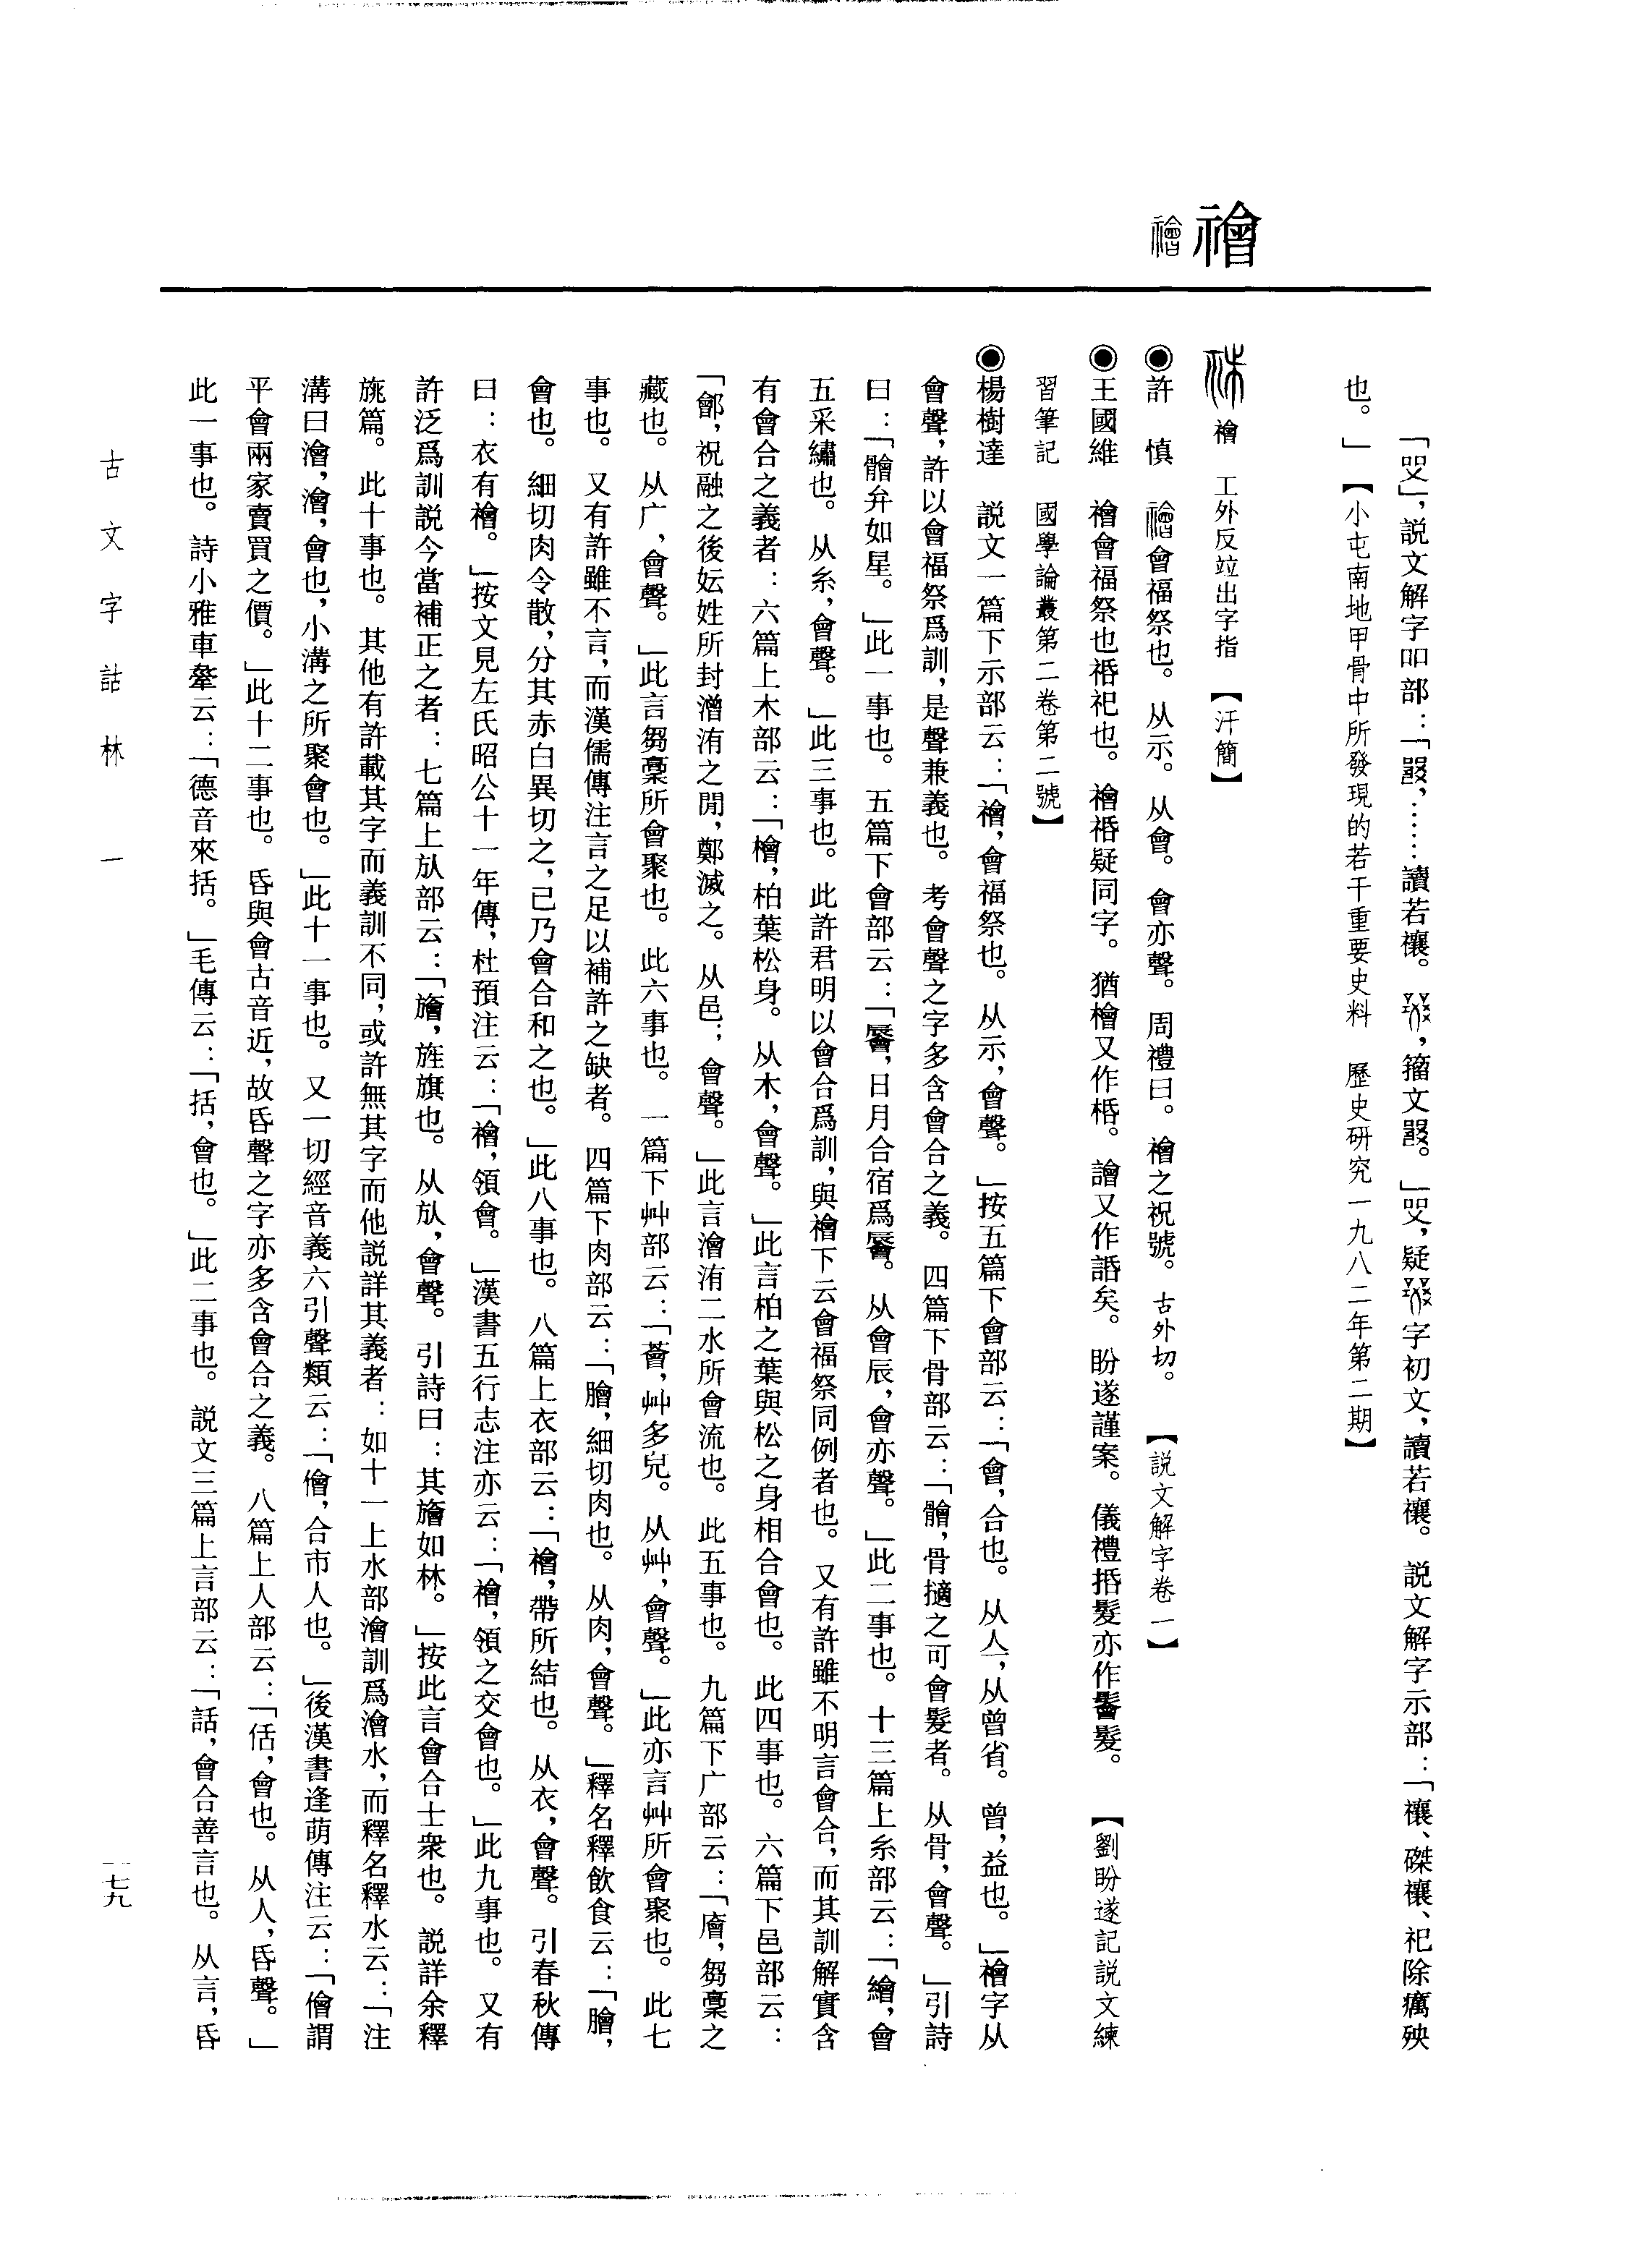 禬
「㕛」,說文解字吅部:「𤕦,……讀若禳。,籀文𤕦。」㕛,疑字初文,讀若禳。說文解字示部:「禳、磔禳、祀除癘殃
也。」【小屯南地甲骨中所發現的若干重要史料 歷史研究一九八二年第二期】
禬 工外反竝出字指 【汗簡】
◉許 慎 會福祭也。从示。从會。會亦聲。周禮曰。禬之祝號。古外切。 【説文解字卷一】
◉王國維 禬會福祭也䄆祀也。禬䄆疑同字。猶檜又作桰。譮又作䛡矣。盼遂謹案。儀禮括髮亦作鬠髮。 【劉盼遂記説文練
習筆記 國學論叢第二卷第二號】
◉楊樹達 説文一篇下示部云:「禬,會福祭也。从示,會聲。」按五篇下會部云:「會,合也。从亼,从曾省。曾,益也。」禬字从
會聲,許以會福祭爲訓,是聲兼義也。考會聲之字多含會合之義。四篇下骨部云:「䯤,骨擿之可會髮者。从骨,會聲。」引詩
曰:「䯤弁如星。」此一事也。五篇下會部云:「㫳,日月合宿爲㫳。从會辰,會亦聲。」此二事也。十三篇上糸部云:「繪,會
五采繡也。从糸,會聲。」此三事也。此許君明以會合爲訓,與禬下云會福祭同例者也。又有許雖不明言會合,而其訓解實含
有會合之義者:六篇上木部云:「檜,柏葉松身。从木,會聲。」此言柏之葉與松之身相合會也。此四事也。六篇下邑部云:
「鄶,祝融之後妘姓所封潧洧之閒,鄭滅之。从邑,會聲。」此言澮洧二水所會流也。此五事也。九篇下广部云:「廥,芻稾之
藏也。从广,會聲。」此言芻稾所會聚也。此六事也。一篇下艸部云:「薈,艸多皃。从艸,會聲。」此亦言艸所會聚也。此七
事也。又有許雖不言,而漢儒傳注言之足以補許之缺者。四篇下肉部云:「膾,細切肉也。从肉,會聲。」釋名釋飲食云:「膾,
會也。細切肉令散,分其赤白異切之,已乃會合和之也。」此八事也。八篇上衣部云:「襘,帶所結也。从衣,會聲。引春秋傳
曰:衣有襘。」按文見左氏昭公十一年傳,杜預注云:「襘,領會。」漢書五行志注亦云:「襘,領之交會也。」此九事也。又有
許泛爲訓説今當補正之者:七篇上㫃部云:「旝,旌旗也。从㫃,會聲。引詩曰:其旝如林。」按此言會合士衆也。説詳余釋
旐篇。此十事也。其他有許載其字而義訓不同,或許無其字而他説詳其義者:如十一上水部澮訓爲澮水,而釋名釋水云:「注
溝曰澮,澮,會也,小溝之所聚會也。」此十一事也。又一切經音義六引聲類云:「儈,合市人也。」後漢書逢萌傳注云:「儈謂
平會兩家賣買之價。」此十二事也。昏與會古音近,故昏聲之字亦多含會合之義。八篇上人部云:「佸,會也。从人,昏聲。」
此一事也。詩小雅車舝云:「德音來括。」毛傳云:「括,會也。」此二事也。説文三篇上言部云:「話,會合善言也。从言,昏
古文字詁林 一
一七九